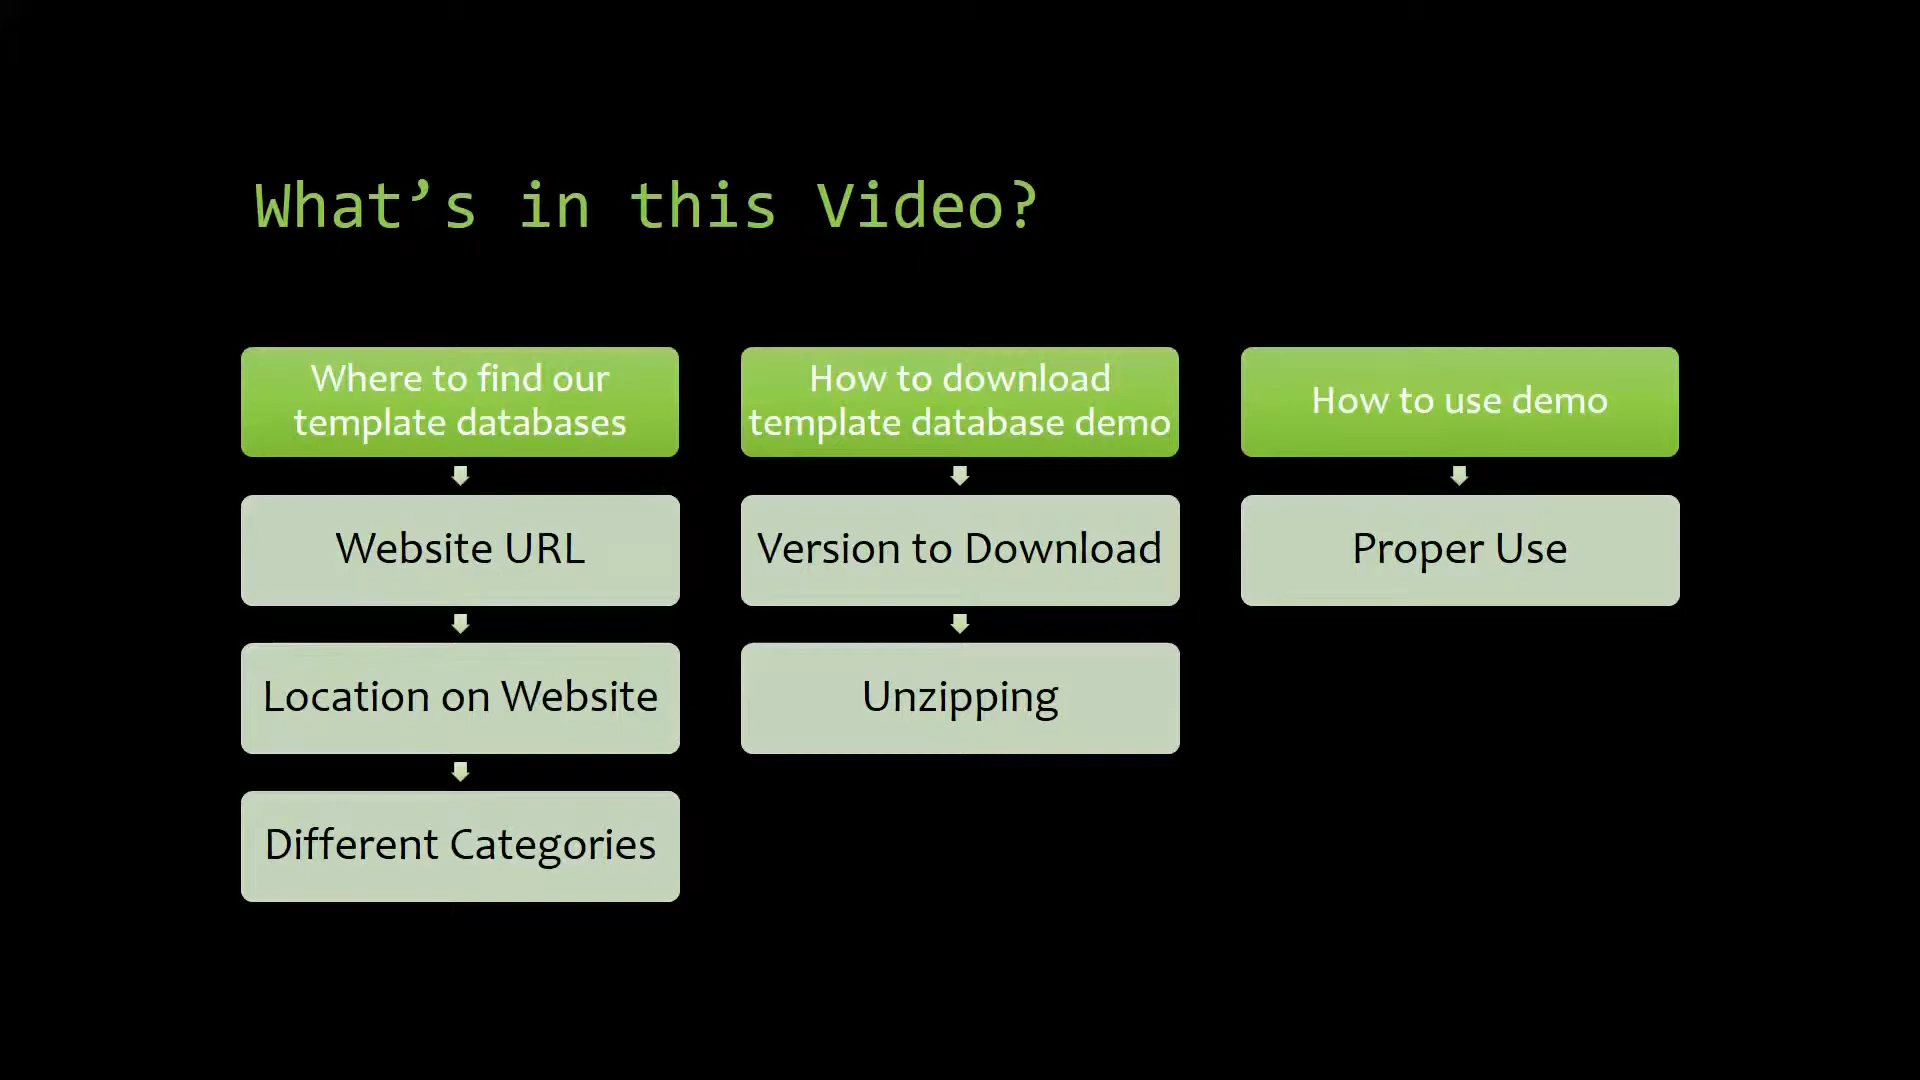 What’s in this Video?
Where to find our
template databases
Website URL
Location on Website
Different Categories
How to download
template database demo
Version to Download
Unzipping
How to use demo
Proper Use